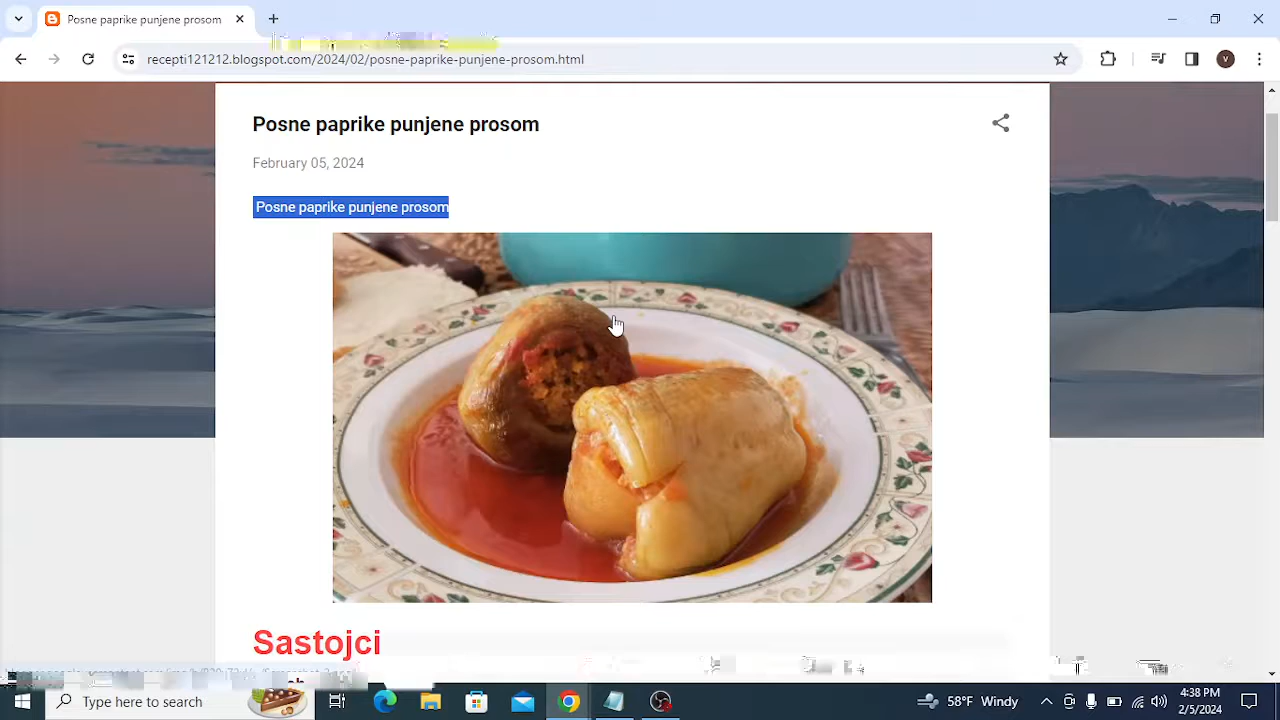 Posne paprike punjene prosom
recepti121212.blogspot.com/2024/02/posne-paprike-punjene-prosom.html
V
Posne paprike punjene prosom
February 05, 2024
Posne paprike punjene prosom
Sastojci
Type here to search
58°F Windy
4:38 PM
2/5/2024